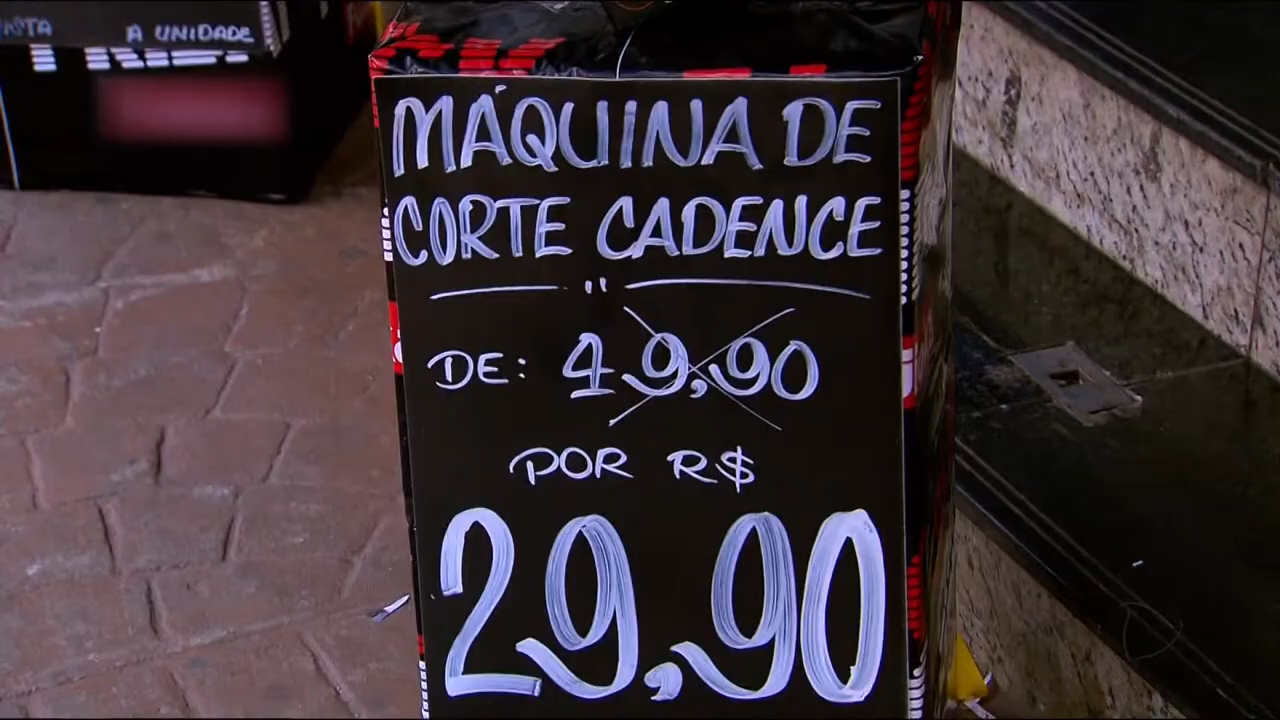 A UNIDADE
MÁQUINA DE
CORTE CADENCE
DE: 49,90
POR R$
29,90